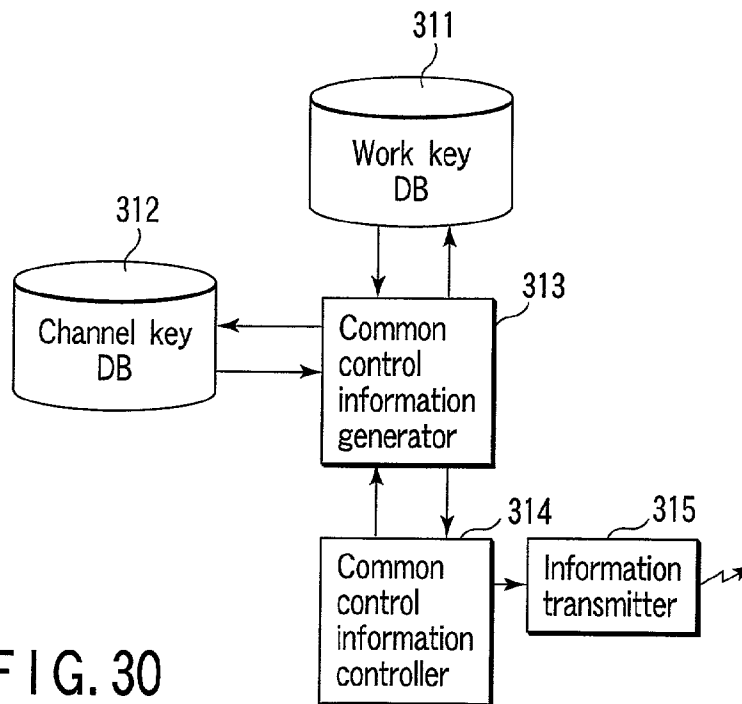 311
Work key
DB
312
Channel key
DB
313
Common
control
information
generator
314
Common
control
information
controller
315
Information
transmitter
FIG. 30